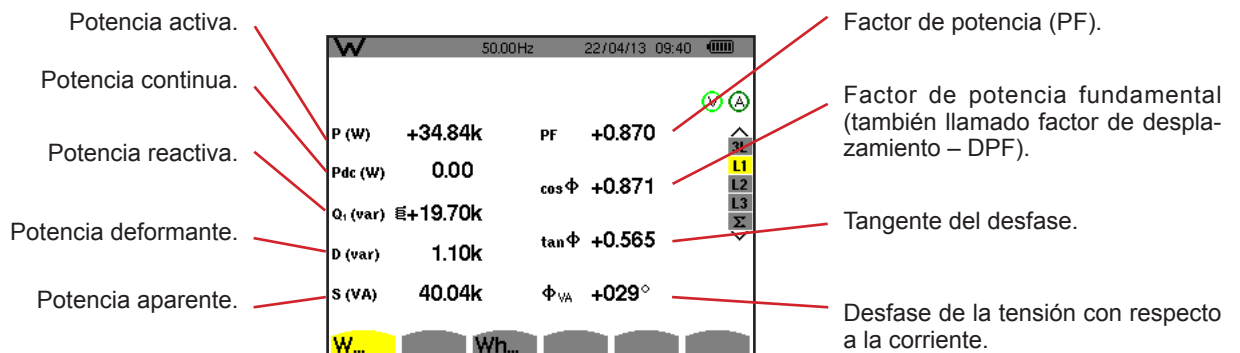 Potencia activa.
Potencia continua.
Potencia reactiva.
Potencia deformante.
Potencia aparente.
W 50.00Hz 22/04/13 09:40
V A
P (W) +34.84k PF +0.870
Pdc (W) 0.00
cosΦ +0.871
Q₁ (var) +19.70k
tanΦ +0.565
D (var) 1.10k
S (VA) 40.04k ΦVA +029°
3L
L1
L2
L3
Σ
W... Wh...
Factor de potencia (PF).
Factor de potencia fundamental
(también llamado factor de despla-
zamiento – DPF).
Tangente del desfase.
Desfase de la tensión con respecto
a la corriente.